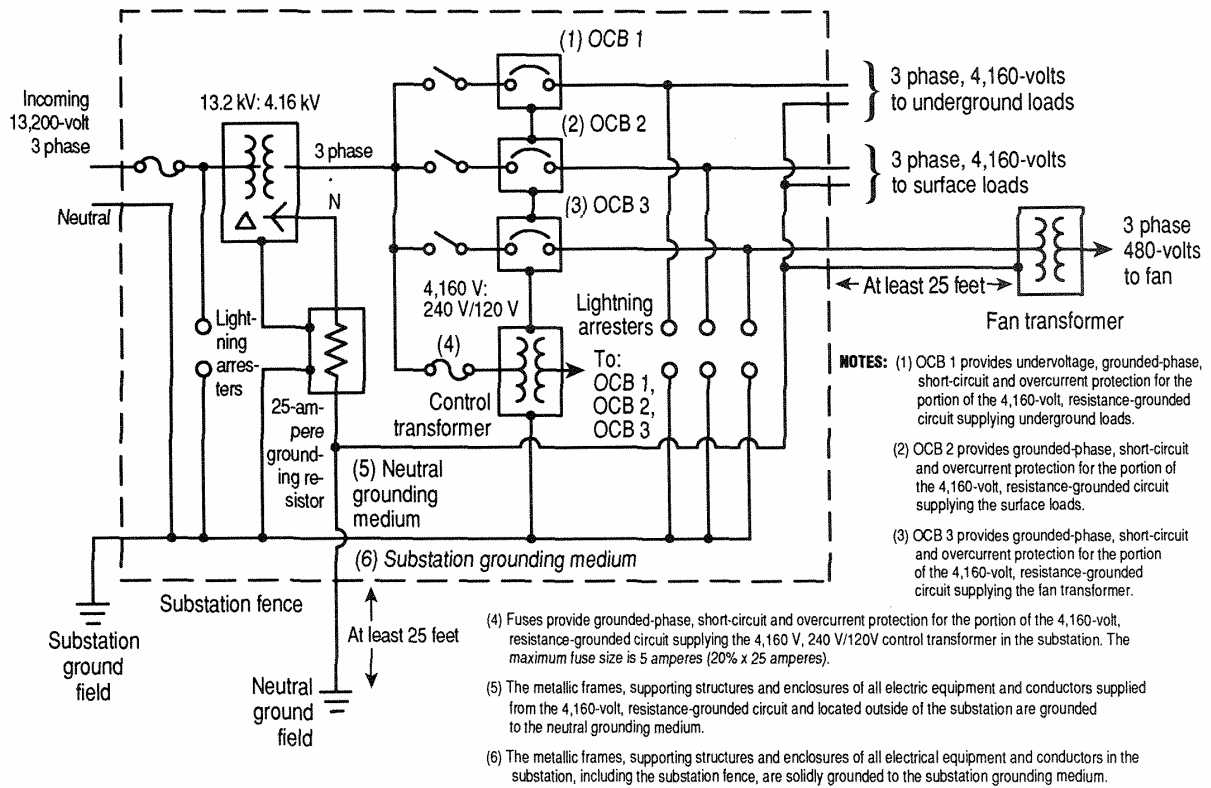 (1) OCB 1
Incoming
13,200-volt
3 phase
13.2 kV: 4.16 kV
3 phase, 4,160-volts
to underground loads
(2) OCB 2
3 phase
3 phase, 4,160-volts
to surface loads
N
Neutral
(3) OCB 3
3 phase
480-volts
to fan
4,160 V:
240 V/120 V
At least 25 feet
Lightning
arresters
Fan transformer
Light-
ning
arres-
ters
(4)
To:
OCB 1,
OCB 2,
OCB 3
Control
transformer
25-am-
pere
ground-
ing re-
sistor
(5) Neutral
grounding
medium
(6) Substation grounding medium
Substation fence
Substation
ground
field
At least 25 feet
Neutral
ground
field
NOTES: (1) OCB 1 provides undervoltage, grounded-phase,
short-circuit and overcurrent protection for the
portion of the 4,160-volt, resistance-grounded
circuit supplying underground loads.
(2) OCB 2 provides grounded-phase, short-circuit
and overcurrent protection for the portion of
the 4,160-volt, resistance-grounded circuit
supplying the surface loads.
(3) OCB 3 provides grounded-phase, short-circuit
and overcurrent protection for the portion
of the 4,160-volt, resistance-grounded
circuit supplying the fan transformer.
(4) Fuses provide grounded-phase, short-circuit and overcurrent protection for the portion of the 4,160-volt,
resistance-grounded circuit supplying the 4,160 V, 240 V/120V control transformer in the substation. The
maximum fuse size is 5 amperes (20% x 25 amperes).
(5) The metallic frames, supporting structures and enclosures of all electric equipment and conductors supplied
from the 4,160-volt, resistance-grounded circuit and located outside of the substation are grounded
to the neutral grounding medium.
(6) The metallic frames, supporting structures and enclosures of all electrical equipment and conductors in the
substation, including the substation fence, are solidly grounded to the substation grounding medium.